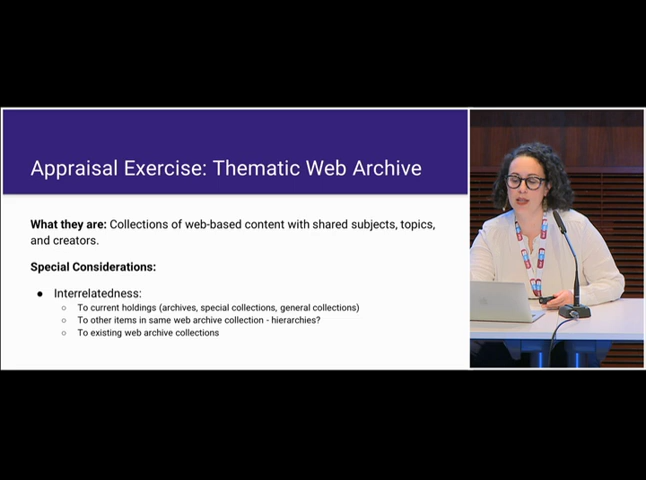 Appraisal Exercise: Thematic Web Archive
What they are: Collections of web-based content with shared subjects, topics,
and creators.
Special Considerations:
● Interrelatedness:
○ To current holdings (archives, special collections, general collections)
○ To other items in same web archive collection - hierarchies?
○ To existing web archive collections